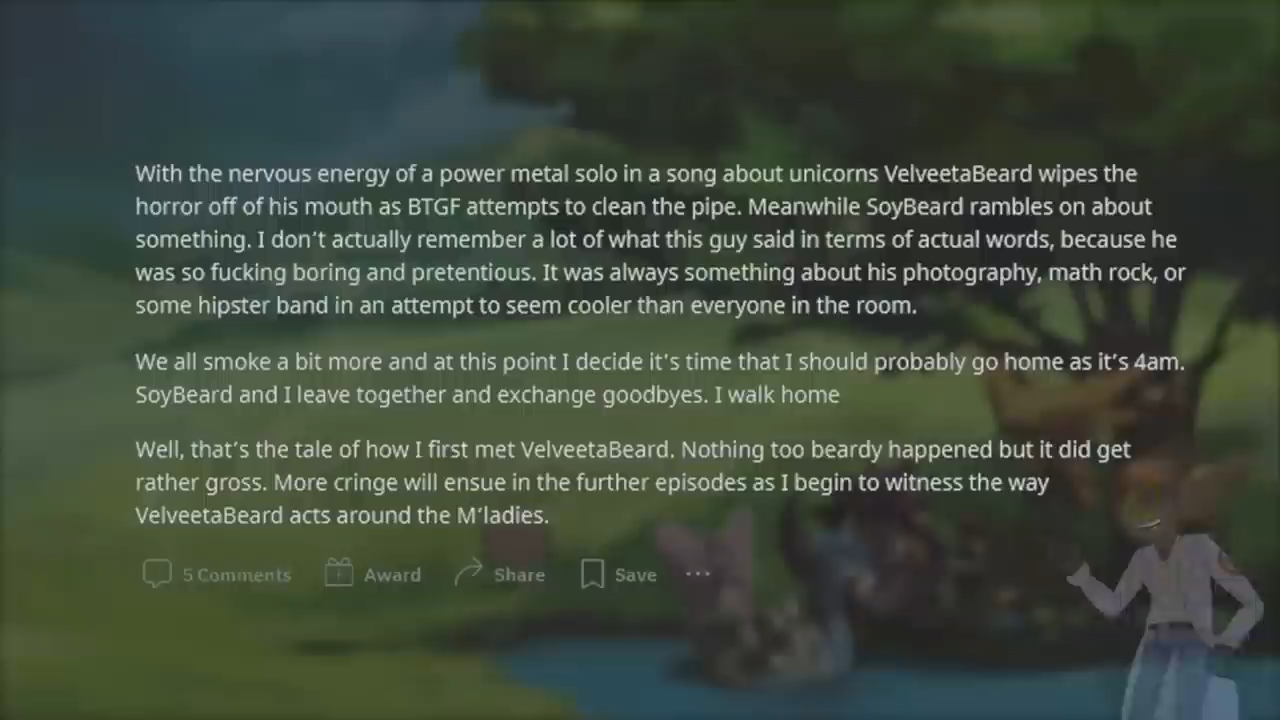 With the nervous energy of a power metal solo in a song about unicorns VelveetaBeard wipes the
horror off of his mouth as BTGF attempts to clean the pipe. Meanwhile SoyBeard rambles on about
something. I don’t actually remember a lot of what this guy said in terms of actual words, because he
was so fucking boring and pretentious. It was always something about his photography, math rock, or
some hipster band in an attempt to seem cooler than everyone in the room.
We all smoke a bit more and at this point I decide it’s time that I should probably go home as it’s 4am.
SoyBeard and I leave together and exchange goodbyes. I walk home
Well, that’s the tale of how I first met VelveetaBeard. Nothing too beardy happened but it did get
rather gross. More cringe will ensue in the further episodes as I begin to witness the way
VelveetaBeard acts around the M’ladies.
5 Comments Award Share Save ...